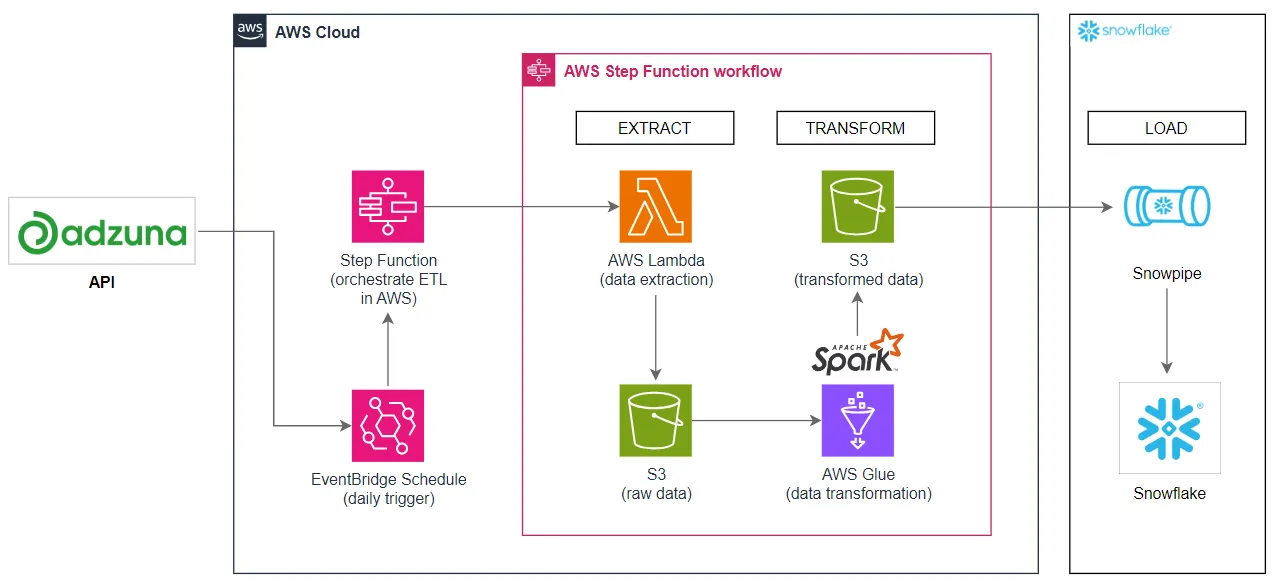 aws
AWS Cloud
snowflake®
AWS Step Function workflow
EXTRACT
TRANSFORM
LOAD
adzuna
API
Step Function
(orchestrate ETL
in AWS)
AWS Lambda
(data extraction)
S3
(transformed data)
Snowpipe
APACHE
Spark™
EventBridge Schedule
(daily trigger)
S3
(raw data)
AWS Glue
(data transformation)
®
Snowflake